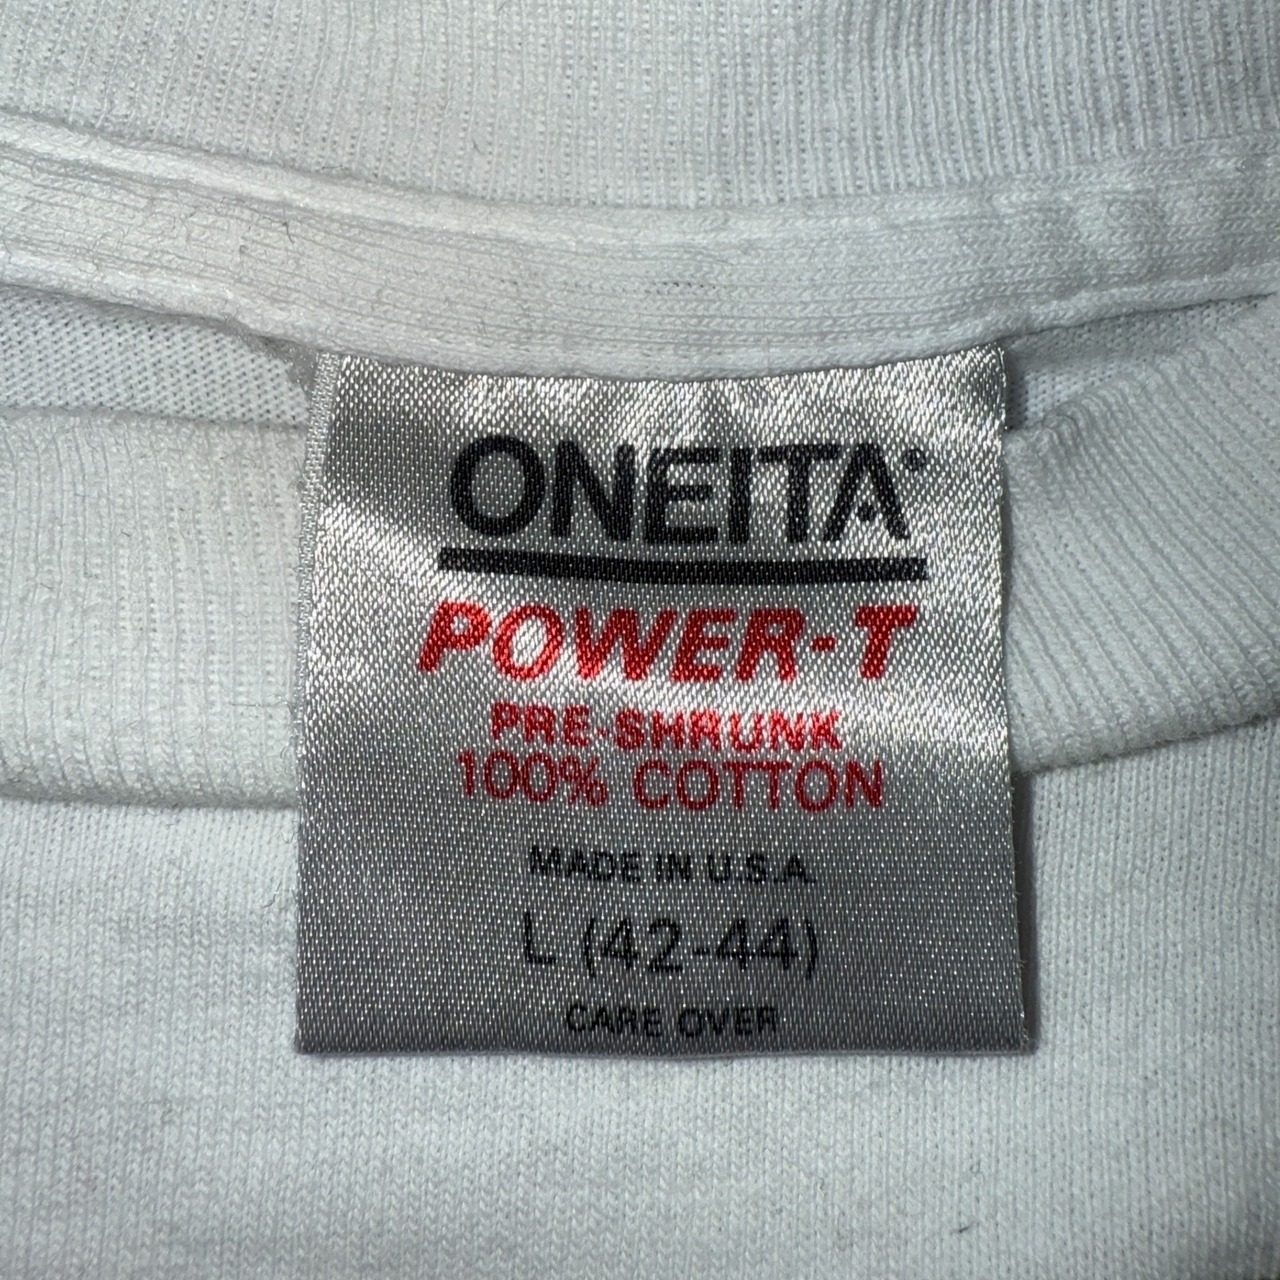 ONEITA®
POWER-T
PRE-SHRUNK
100% COTTON
MADE IN U.S.A.
L (42-44)
CARE OVER